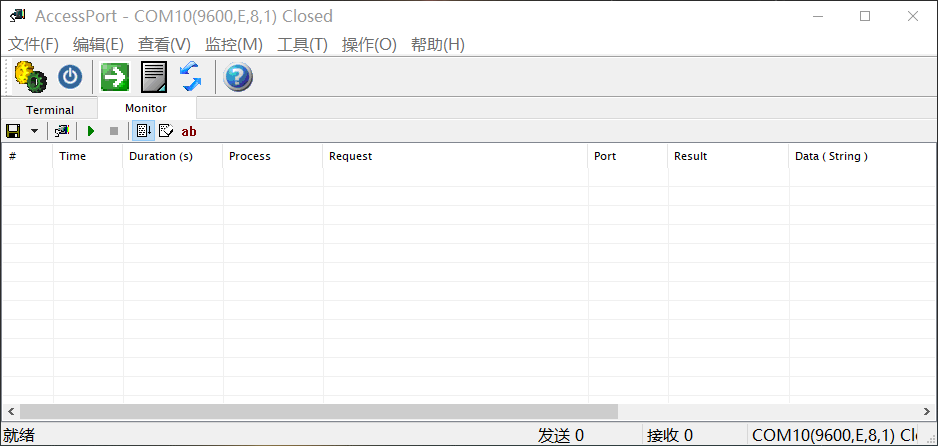 AccessPort - COM10(9600,E,8,1) Closed
文件(F) 编辑(E) 查看(V) 监控(M) 工具(T) 操作(O) 帮助(H)
Terminal Monitor
ab
# Time Duration (s) Process Request Port Result Data ( String )
就绪 发送 0 接收 0 COM10(9600,E,8,1) Cl